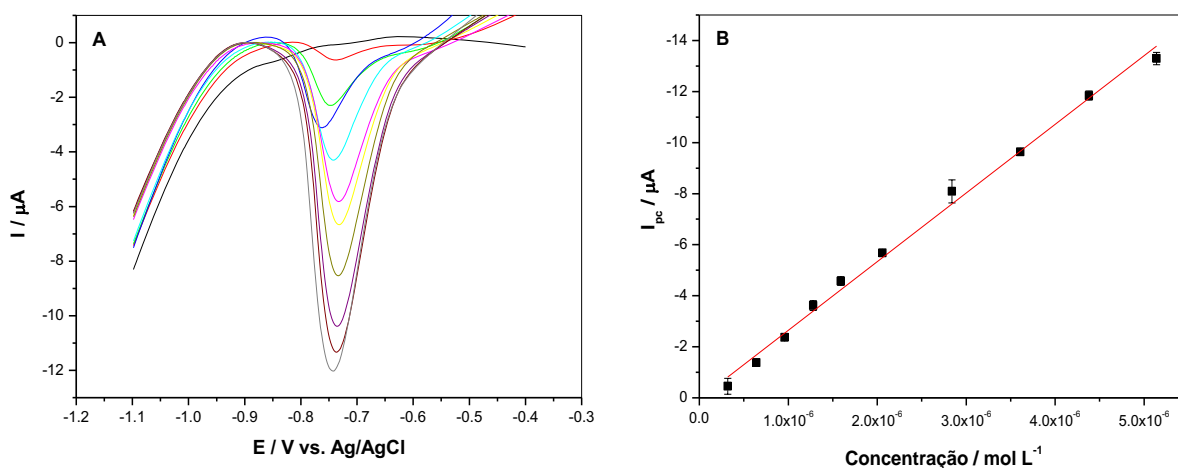 A
I / µA
0
-2
-4
-6
-8
-10
-12
-1.2 -1.1 -1.0 -0.9 -0.8 -0.7 -0.6 -0.5 -0.4 -0.3
E / V vs. Ag/AgCl
B
I_pc / µA
-14
-12
-10
-8
-6
-4
-2
0
0.0 1.0x10⁻⁶ 2.0x10⁻⁶ 3.0x10⁻⁶ 4.0x10⁻⁶ 5.0x10⁻⁶
Concentração / mol L⁻¹